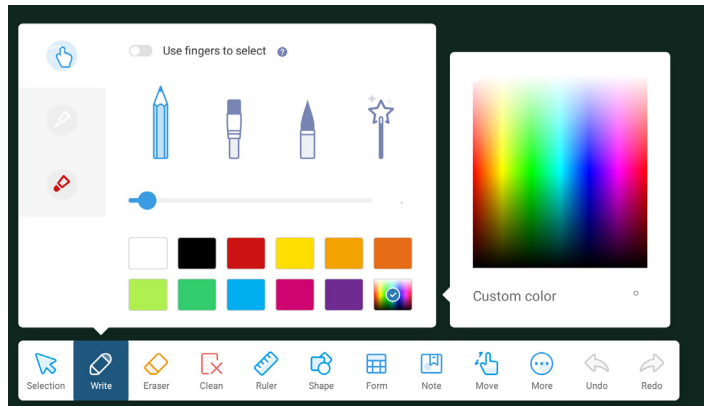 Use fingers to select ?
Custom color
Selection Write Eraser Clean Ruler Shape Form Note Move More Undo Redo